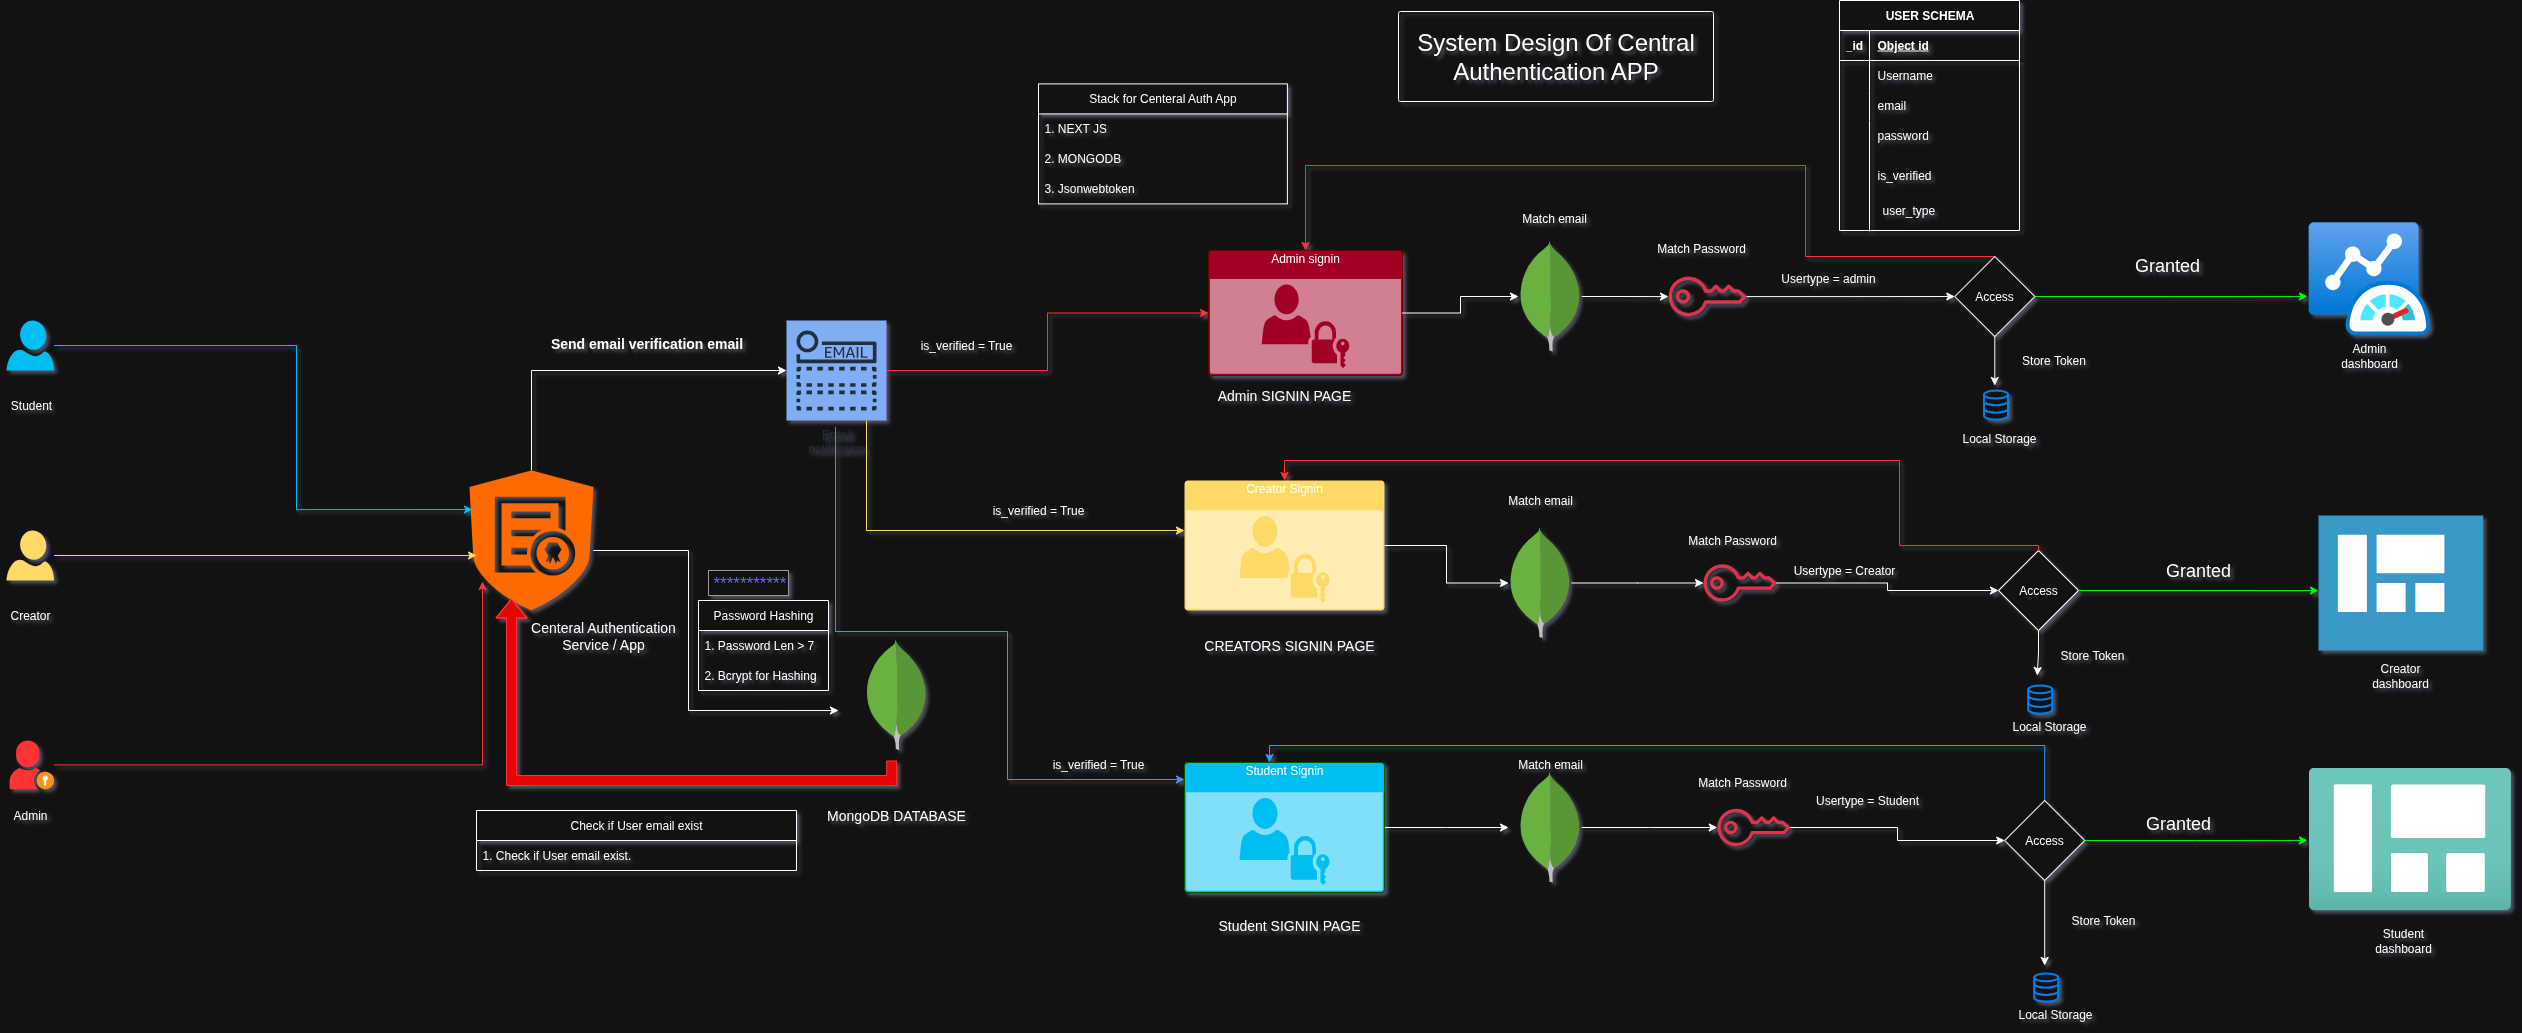 System Design Of Central
Authentication APP
USER SCHEMA
_id
Object id
Username
email
password
is_verified
user_type
Stack for Centeral Auth App
1. NEXT JS
2. MONGODB
3. Jsonwebtoken
Student
Creator
Admin
Centeral Authentication
Service / App
Send email verification email
EMAIL
Email
notification
is_verified = True
is_verified = True
is_verified = True
***********
Password Hashing
1. Password Len > 7
2. Bcrypt for Hashing
MongoDB DATABASE
Check if User email exist
1. Check if User email exist.
Admin signin
Admin SIGNIN PAGE
Match email
Match Password
Usertype = admin
Access
Granted
Store Token
Local Storage
Admin
dashboard
Creator Signin
CREATORS SIGNIN PAGE
Match email
Match Password
Usertype = Creator
Access
Granted
Store Token
Local Storage
Creator
dashboard
Student Signin
Student SIGNIN PAGE
Match email
Match Password
Usertype = Student
Access
Granted
Store Token
Local Storage
Student
dashboard